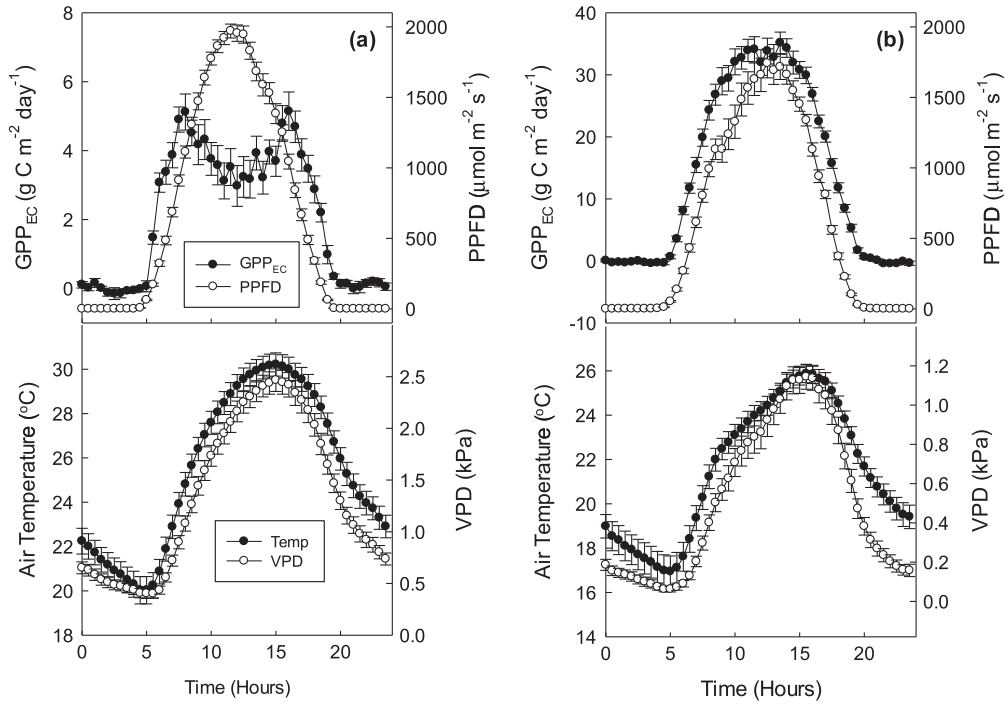 (a)
8
6
4
2
0
GPP_EC (g C m⁻² day⁻¹)
2000
1500
1000
500
0
PPFD (μmol m⁻² s⁻¹)
GPP_EC
PPFD
(b)
40
30
20
10
0
-10
GPP_EC (g C m⁻² day⁻¹)
2000
1500
1000
500
0
PPFD (μmol m⁻² s⁻¹)
30
28
26
24
22
20
18
Air Temperature (°C)
2.5
2.0
1.5
1.0
0.5
0.0
VPD (kPa)
Temp
VPD
0 5 10 15 20
Time (Hours)
26
24
22
20
18
16
14
Air Temperature (°C)
1.2
1.0
0.8
0.6
0.4
0.2
0.0
VPD (kPa)
0 5 10 15 20
Time (Hours)